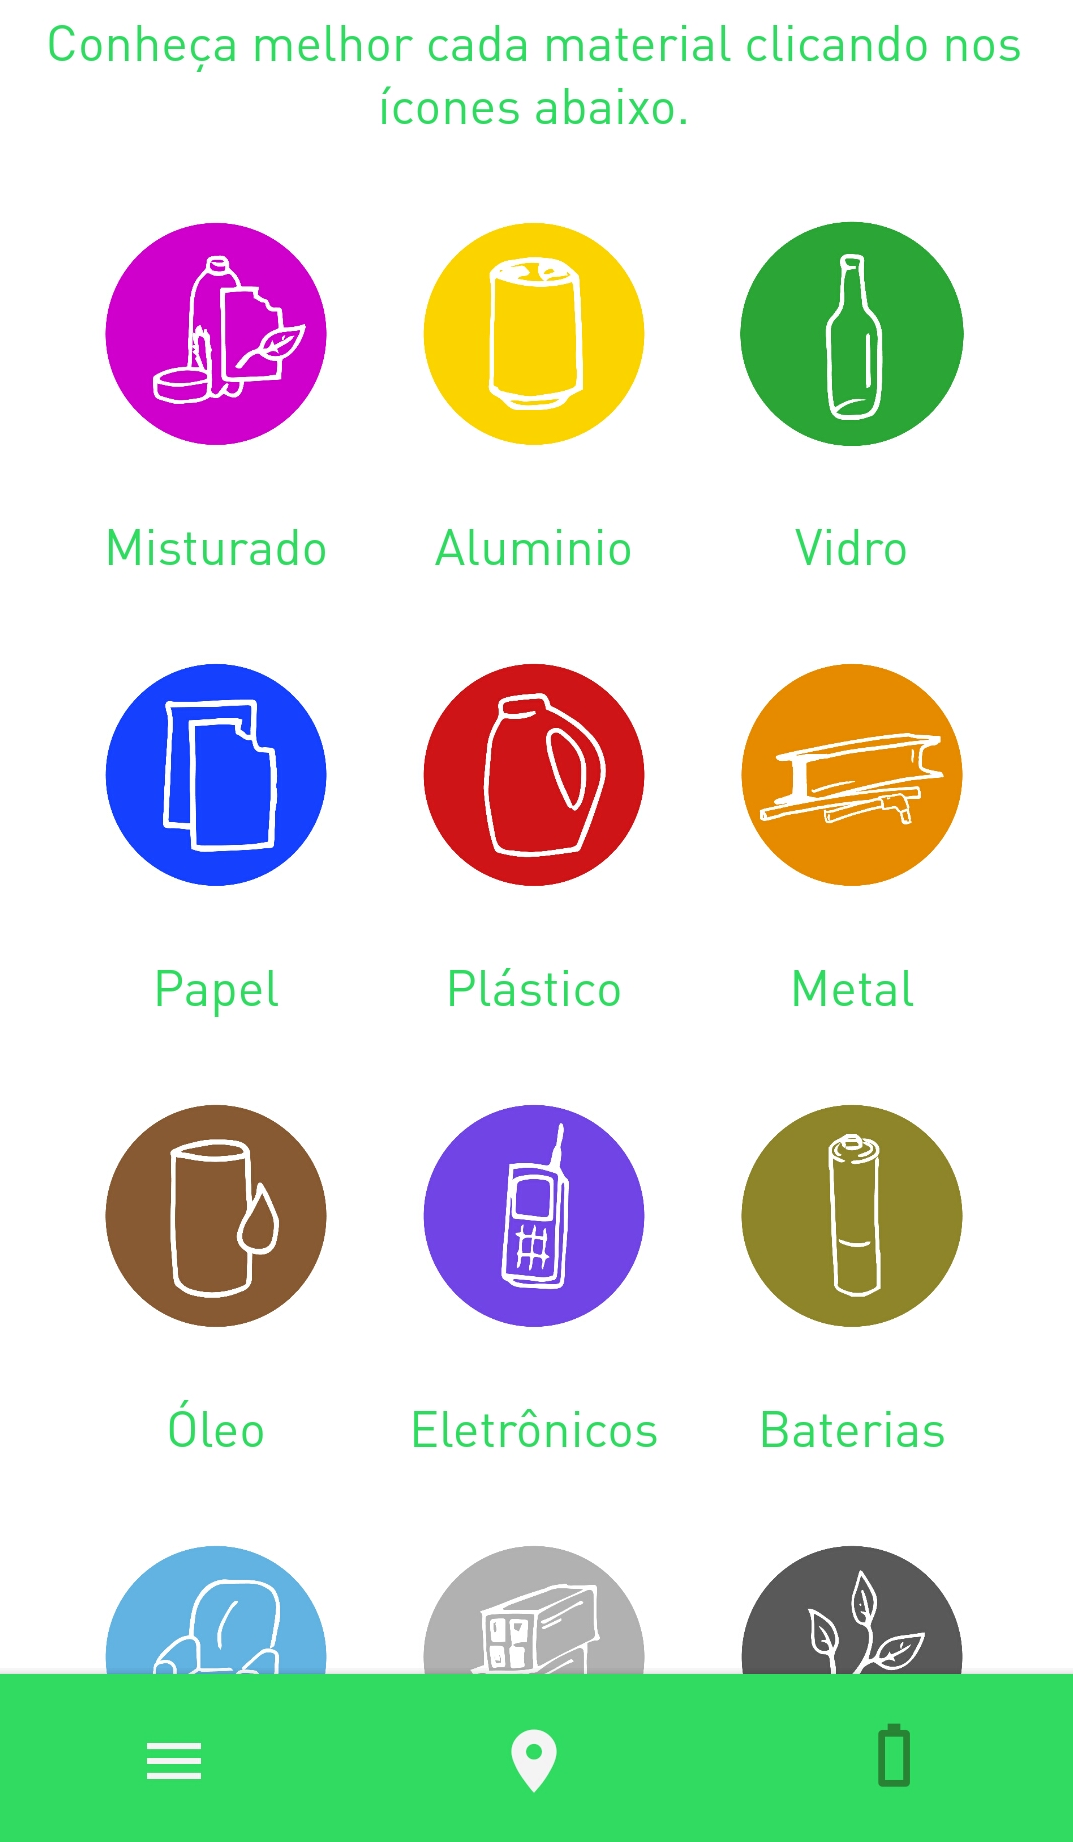 Conheça melhor cada material clicando nos
ícones abaixo.
Misturado
Aluminio
Vidro
Papel
Plástico
Metal
Óleo
Eletrônicos
Baterias